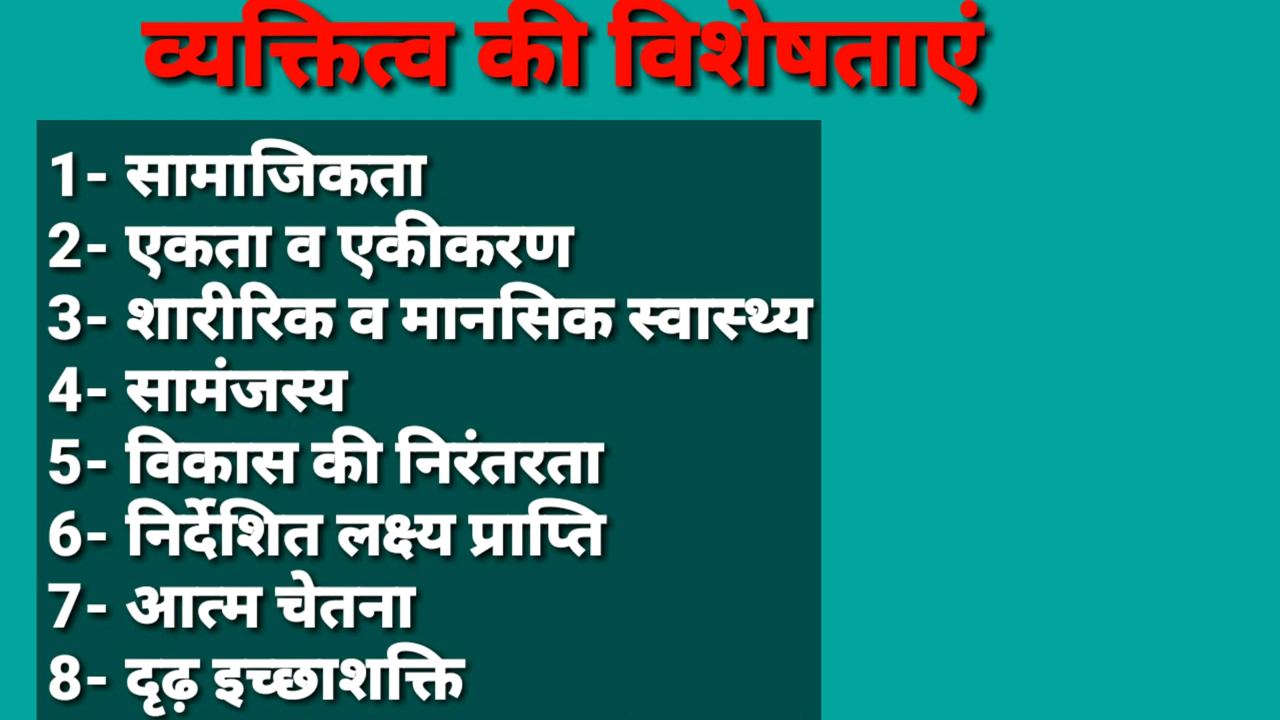 व्यक्तित्व की विशेषताएं
1- सामाजिकता
2- एकता व एकीकरण
3- शारीरिक व मानसिक स्वास्थ्य
4- सामंजस्य
5- विकास की निरंतरता
6- निर्देशित लक्ष्य प्राप्ति
7- आत्म चेतना
8- दृढ़ इच्छाशक्ति